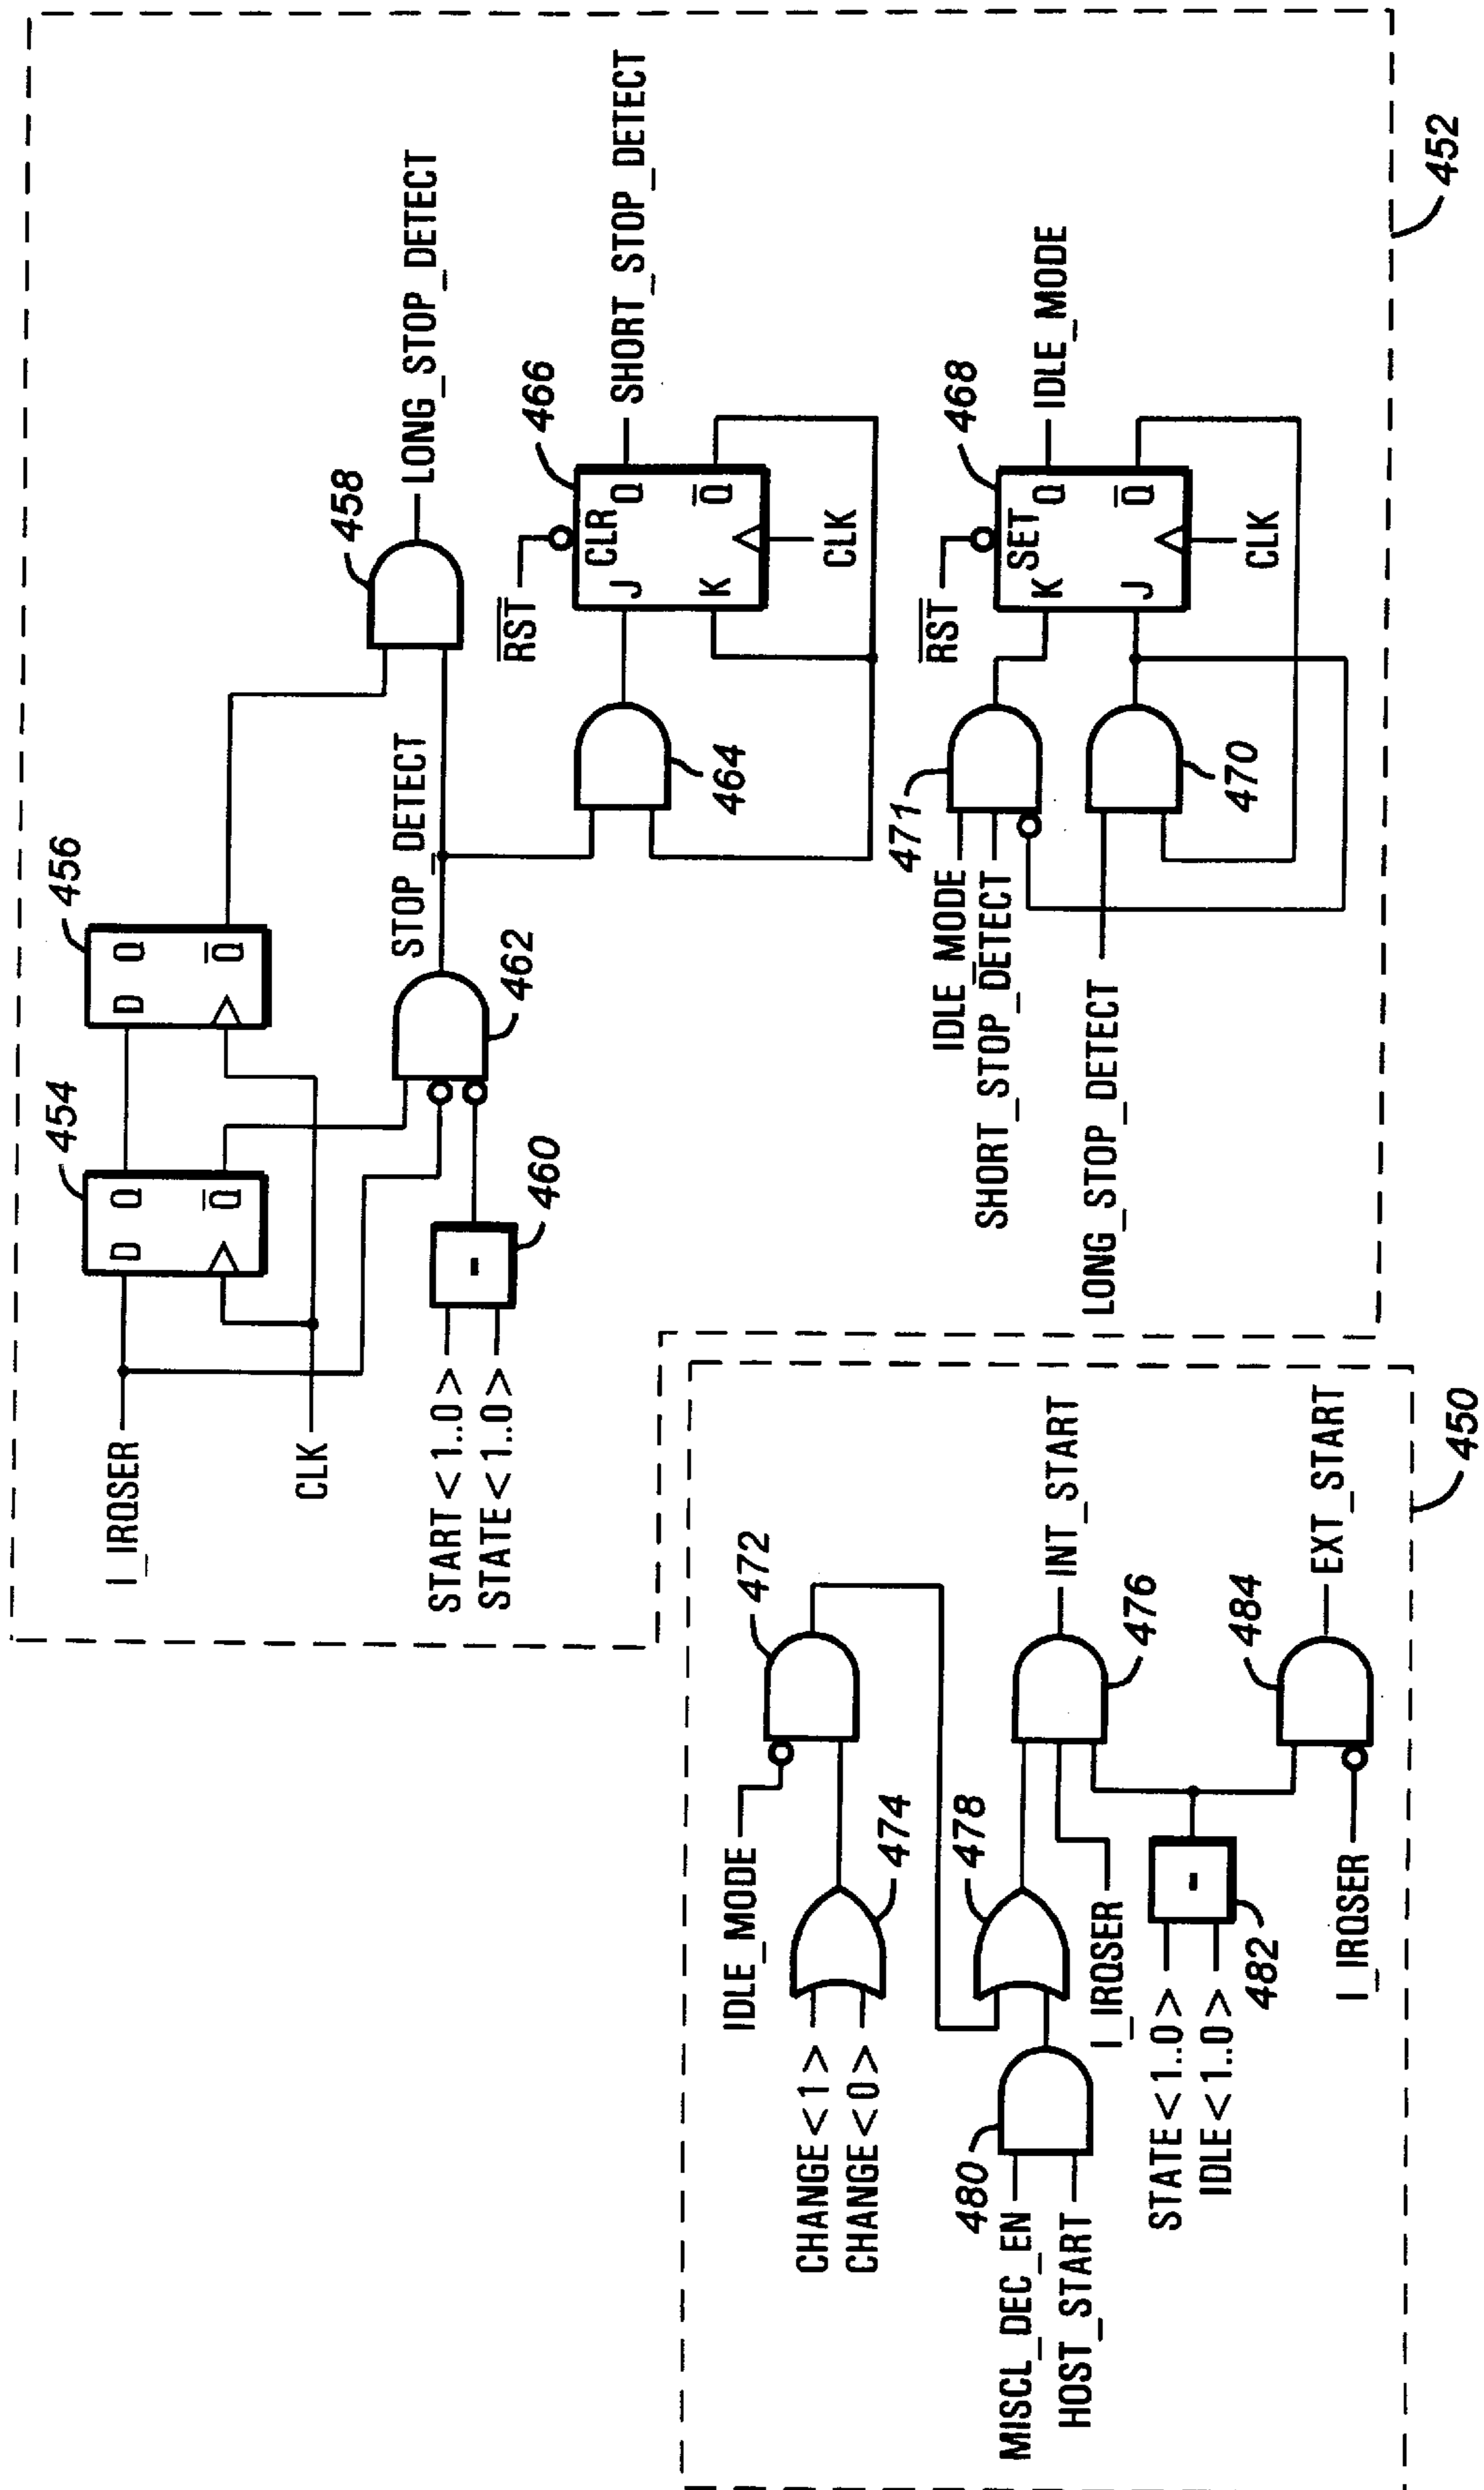 454
456
D Q
D Q
Q
Q
I_IRQSER
CLK
458
LONG_STOP_DETECT
STOP_DETECT
462
START<1..0>
STATE<1..0>
=
460
RST
466
CLR
J
Q
SHORT_STOP_DETECT
K
Q
CLK
464
RST
468
SET
K
Q
IDLE_MODE
J
Q
CLK
471
IDLE_MODE
SHORT_STOP_DETECT
470
LONG_STOP_DETECT
452
472
IDLE_MODE
CHANGE<1>
CHANGE<0>
474
478
480
MISCL_DEC_EN
HOST_START
INT_START
476
I_IRQSER
STATE<1..0>
IDLE<1..0>
=
482
484
EXT_START
I_IRQSER
450